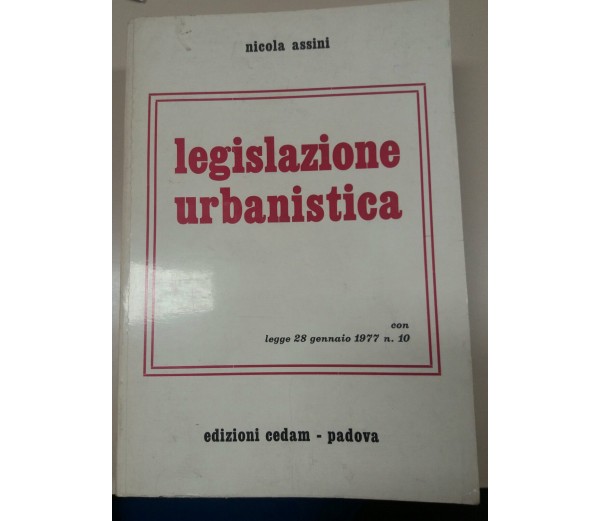 nicola assini
legislazione
urbanistica
con
legge 28 gennaio 1977 n. 10
edizioni cedam - padova